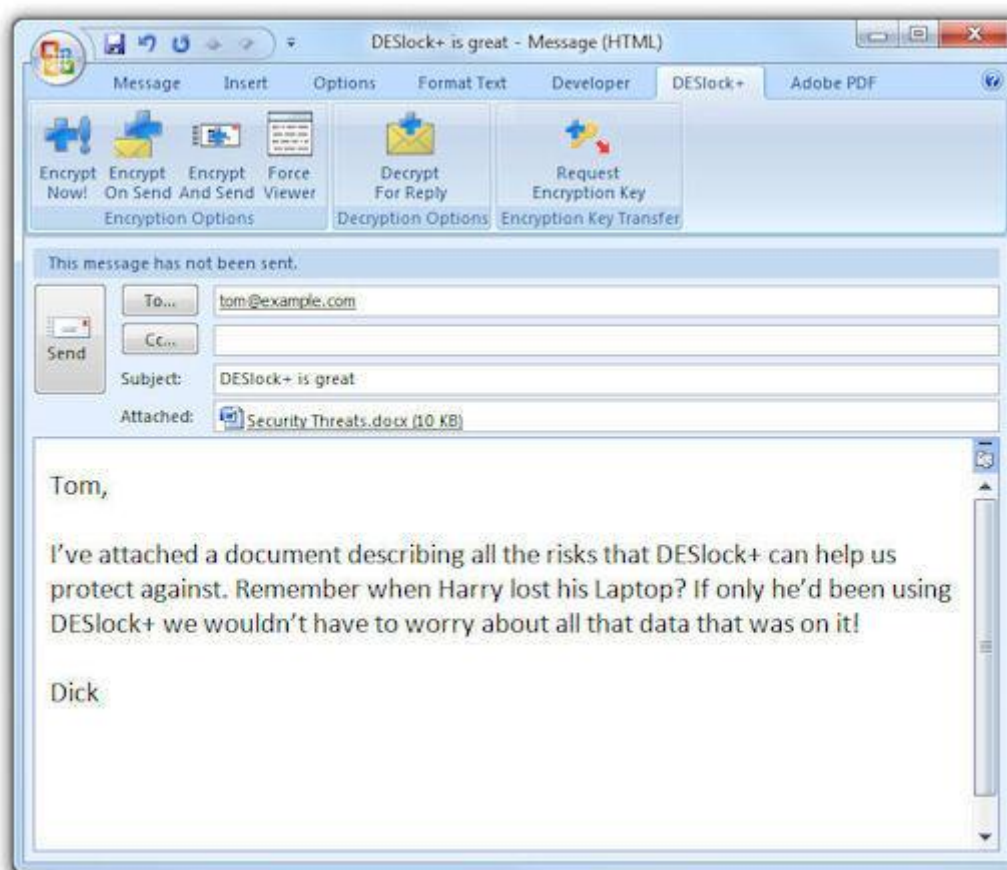 DESlock+ is great - Message (HTML)
Message Insert Options Format Text Developer DESlock+ Adobe PDF
Encrypt Now! Encrypt On Send Encrypt And Send Force Viewer Decrypt For Reply Request Encryption Key
Encryption Options Decryption Options Encryption Key Transfer
This message has not been sent.
To... tom@example.com
Cc...
Send
Subject: DESlock+ is great
Attached: Security Threats.docx (10 KB)
Tom,
I've attached a document describing all the risks that DESlock+ can help us
protect against. Remember when Harry lost his Laptop? If only he'd been using
DESlock+ we wouldn't have to worry about all that data that was on it!
Dick